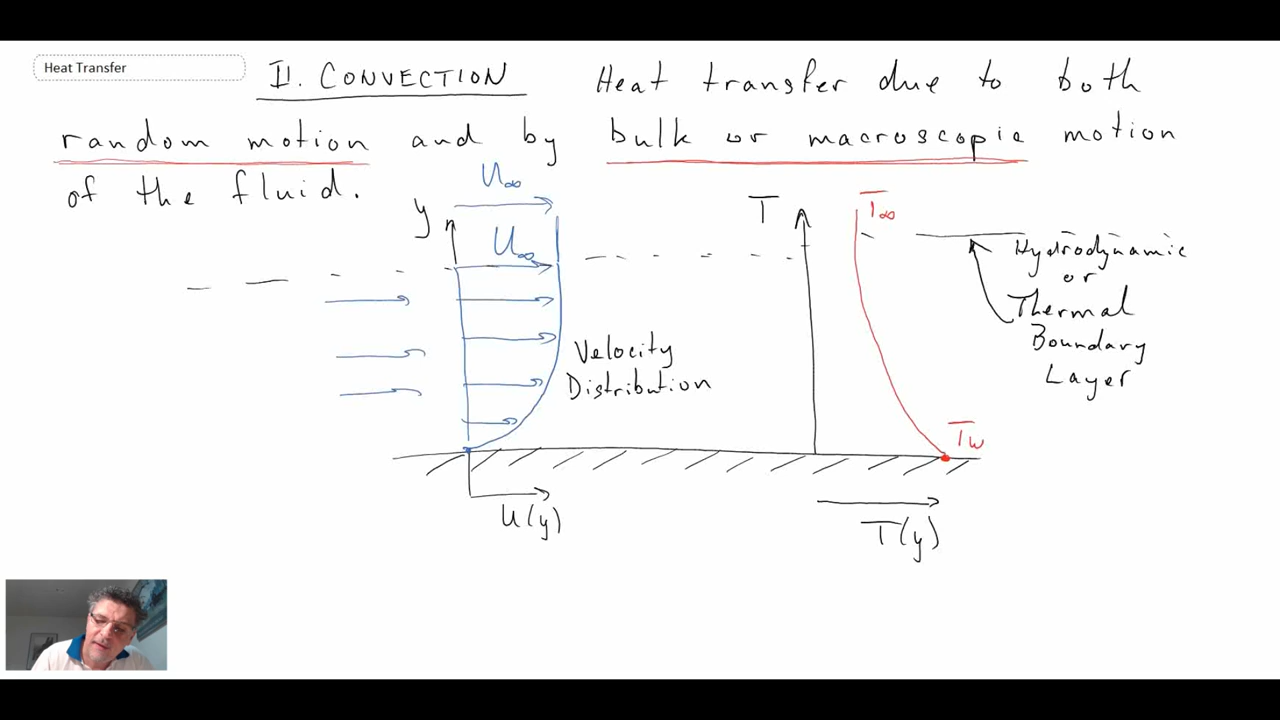 Heat Transfer
II. CONVECTION Heat transfer due to both
random motion and by bulk or macroscopic motion
of the fluid.
U∞
y
U∞
T
T∞
Hydrodynamic
or
Thermal
Boundary
Layer
Velocity
Distribution
Tw
u(y)
T(y)